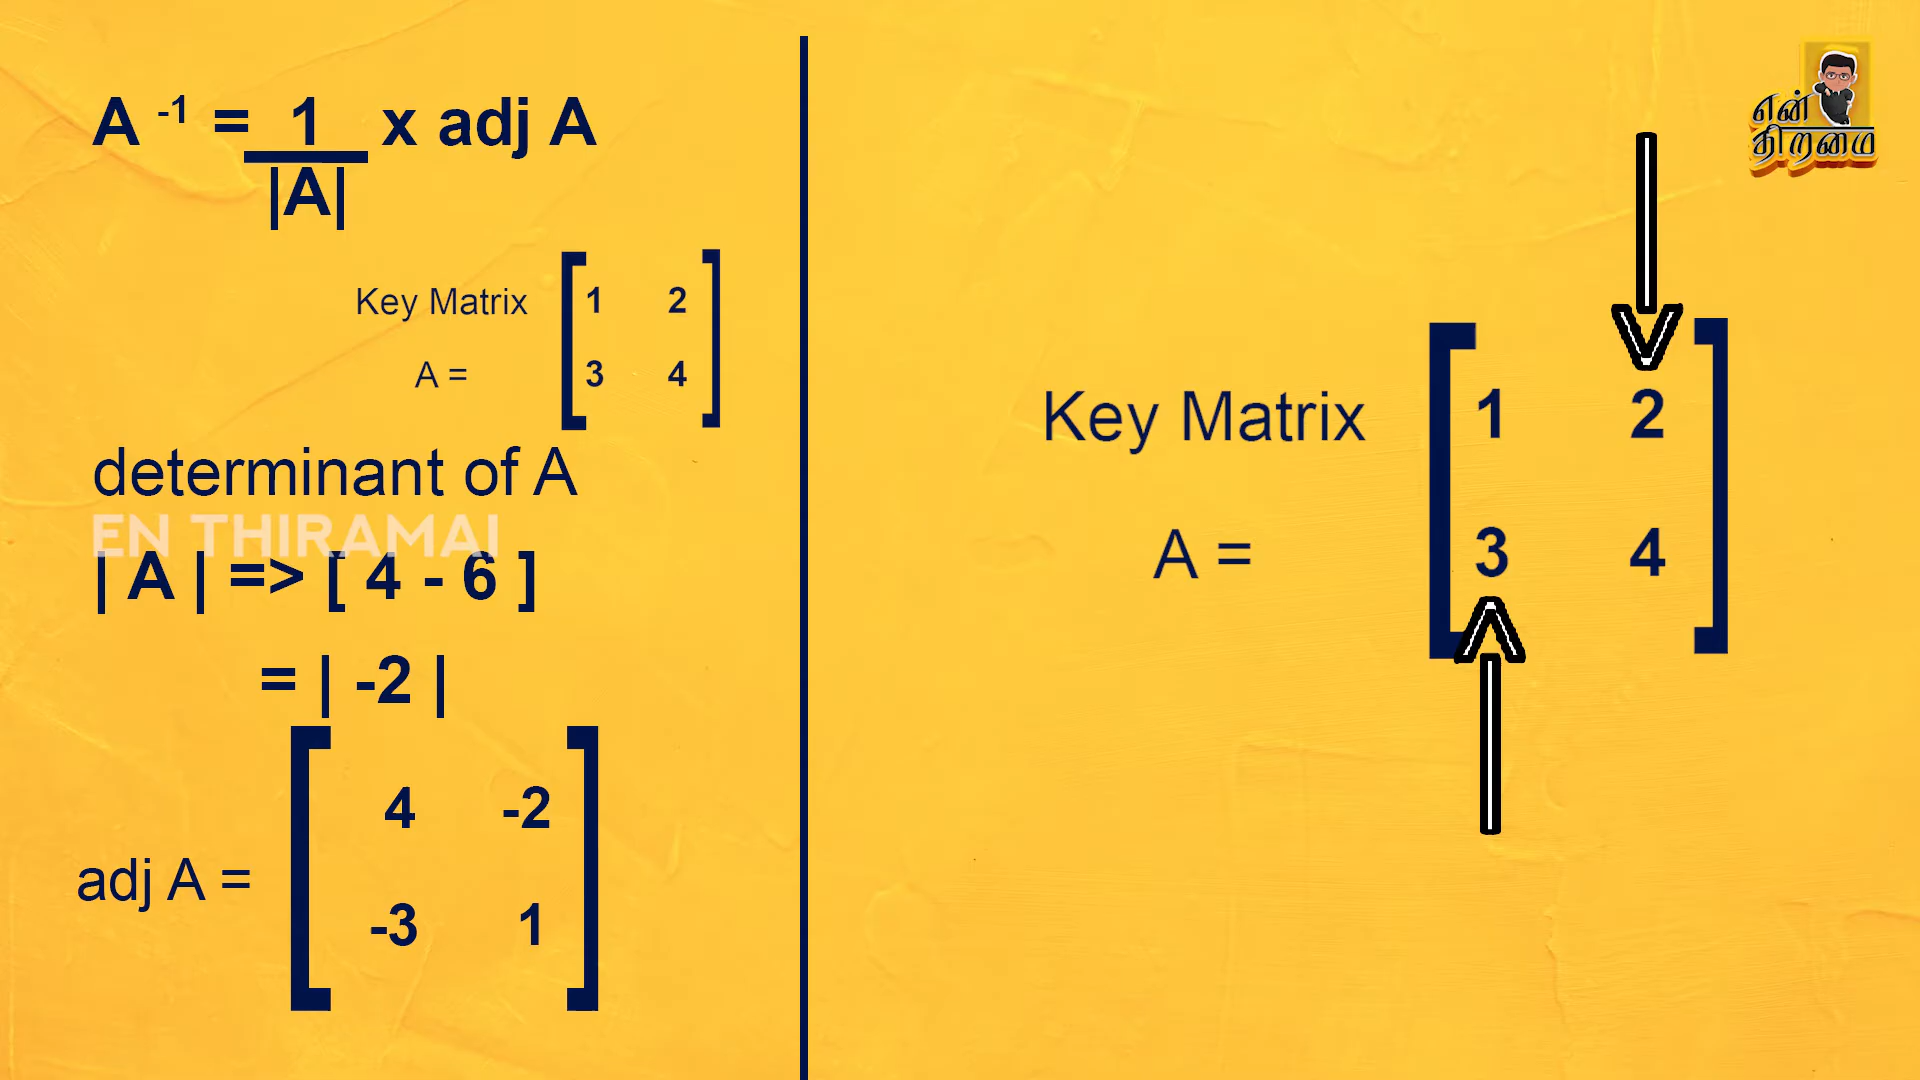 A -1 = 1 x adj A
|A|
Key Matrix 1 2
A = 3 4
determinant of A
EN THIRAMAI
| A | => [ 4 - 6 ]
= | -2 |
4 -2
adj A =
-3 1
என்
திறமை
Key Matrix 1 2
A = 3 4